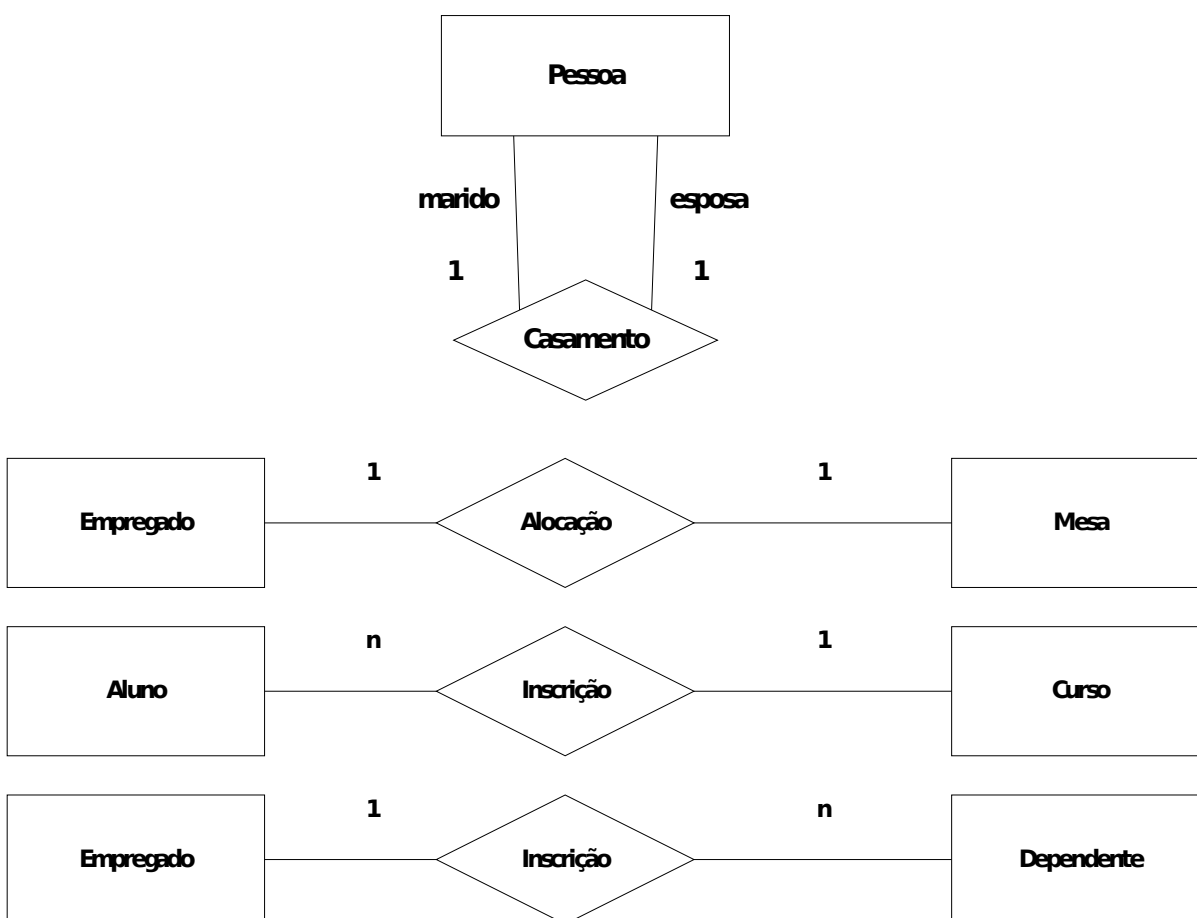 Pessoa
marido esposa
1 1
Casamento
1 1
Empregado Alocação Mesa
n 1
Aluno Inscrição Curso
1 n
Empregado Inscrição Dependente